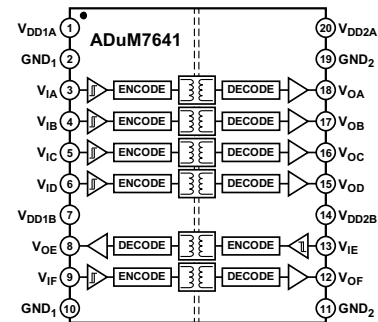 ADuM7641
VDD1A 1 20 VDD2A
GND1 2 19 GND2
VIA 3 ENCODE DECODE 18 VOA
VIB 4 ENCODE DECODE 17 VOB
VIC 5 ENCODE DECODE 16 VOC
VID 6 ENCODE DECODE 15 VOD
VDD1B 7 14 VDD2B
VOE 8 DECODE ENCODE 13 VIE
VIF 9 ENCODE DECODE 12 VOF
GND1 10 11 GND2